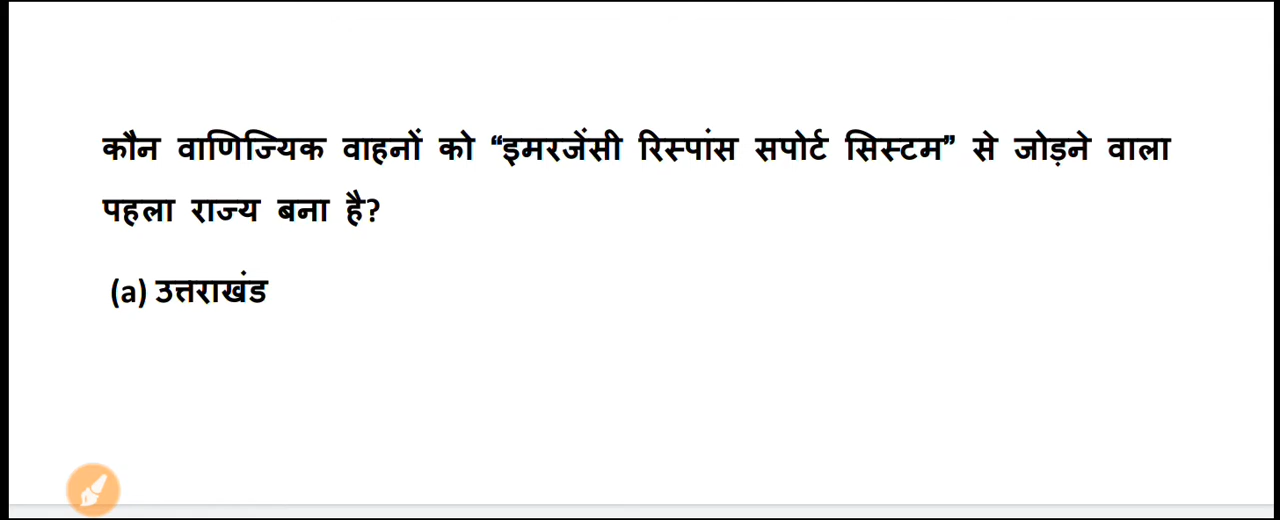 कौन वाणिज्यिक वाहनों को “इमरजेंसी रिस्पांस सपोर्ट सिस्टम” से जोड़ने वाला
पहला राज्य बना है?
(a) उत्तराखंड